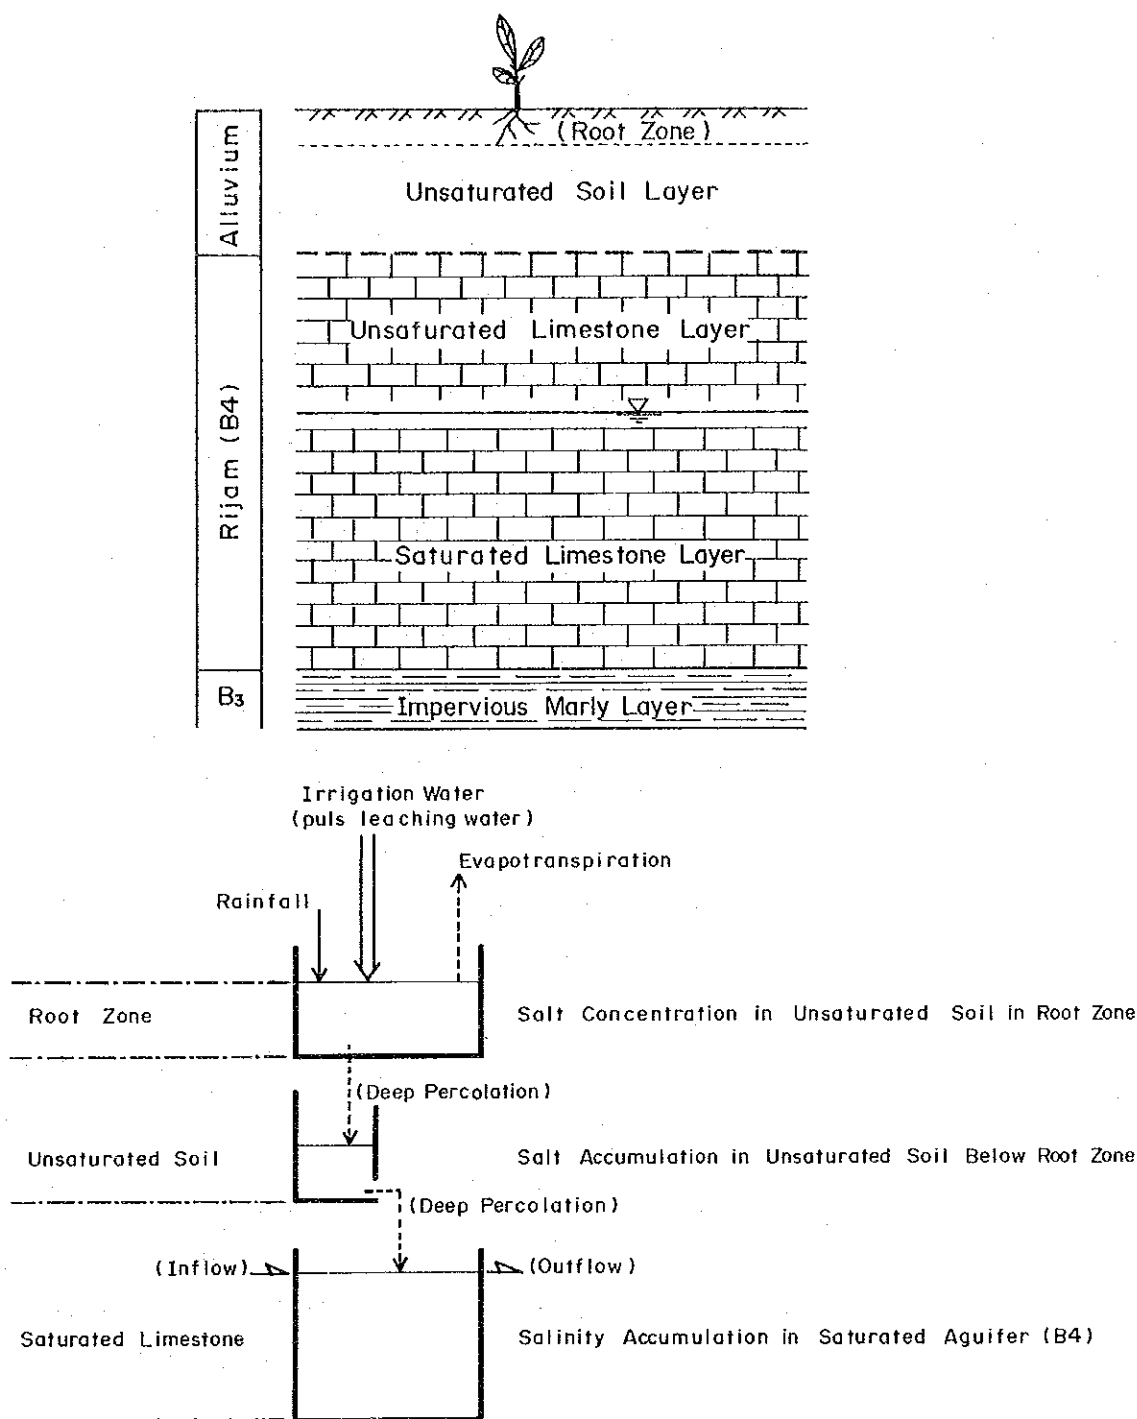 (Root Zone)
Alluvium
Unsaturated Soil Layer
Unsafurated Limestone Layer
Rijam (B4)
Saturated Limestone Layer
B3
Impervious Marly Layer
Irrigation Water
(puls leaching water)
Evapotranspiration
Rainfall
Root Zone
Salt Concentration in Unsaturated Soil in Root Zone
(Deep Percolation)
Unsaturated Soil
Salt Accumulation in Unsaturated Soil Below Root Zone
(Deep Percolation)
(Inflow)
(Outflow)
Saturated Limestone
Salinity Accumulation in Saturated Aguifer (B4)